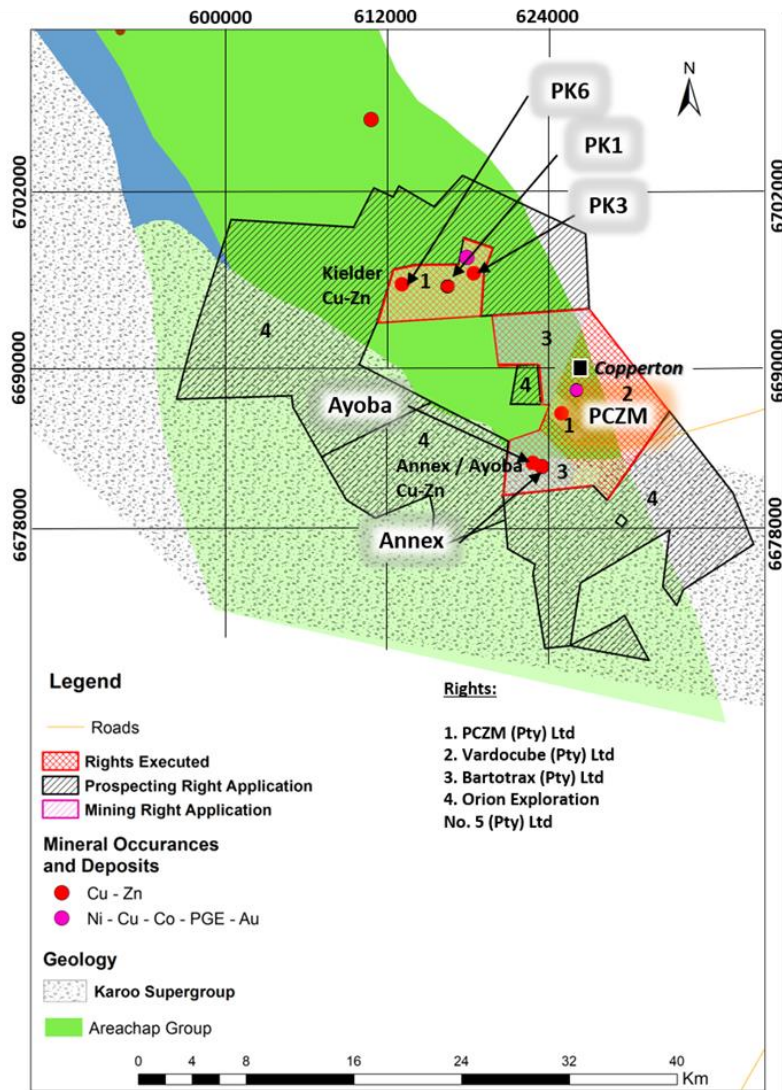 600000 612000 624000
N
PK6
PK1
PK3
6702000
6702000
Kielder
Cu-Zn
1
4
3
4
Copperton
6690000
6690000
2
Ayoba
PCZM
1
4
Annex / Ayoba
Cu-Zn
3
4
6678000
6678000
Annex
Legend
Roads
Rights Executed
Prospecting Right Application
Mining Right Application
Mineral Occurances
and Deposits
Cu - Zn
Ni - Cu - Co - PGE - Au
Geology
Karoo Supergroup
Areachap Group
Rights:
1. PCZM (Pty) Ltd
2. Vardocube (Pty) Ltd
3. Bartotrax (Pty) Ltd
4. Orion Exploration
No. 5 (Pty) Ltd
0 4 8 16 24 32 40
Km